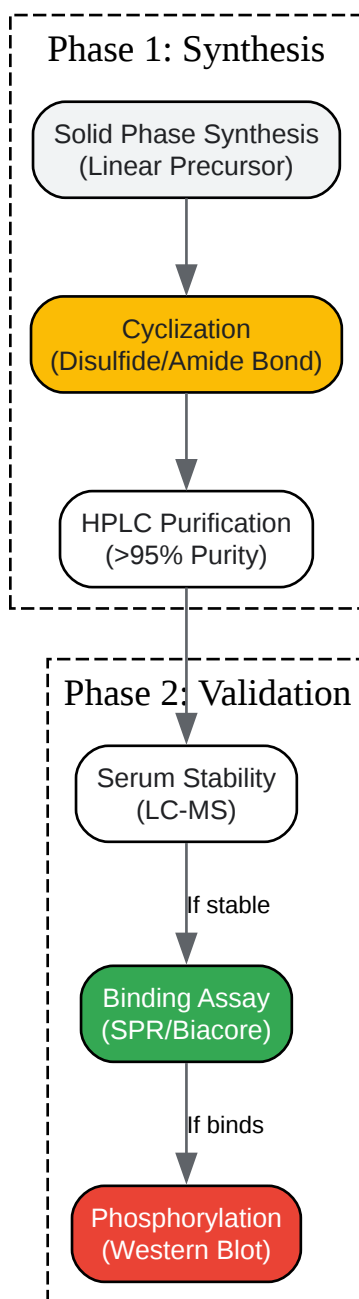 Phase 1: Synthesis
Solid Phase Synthesis
(Linear Precursor)
Cyclization
(Disulfide/Amide Bond)
HPLC Purification
(>95% Purity)
Phase 2: Validation
Serum Stability
(LC-MS)
If stable
Binding Assay
(SPR/Biacore)
If binds
Phosphorylation
(Western Blot)